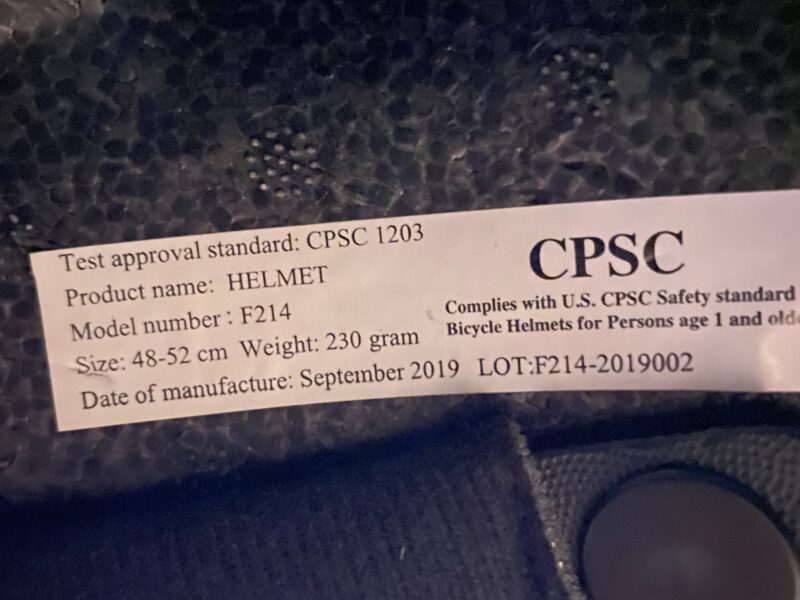 Test approval standard: CPSC 1203
Product name: HELMET
Model number : F214
Size: 48-52 cm Weight: 230 gram
Date of manufacture: September 2019 LOT:F214-2019002
CPSC
Complies with U.S. CPSC Safety standard
Bicycle Helmets for Persons age 1 and olde